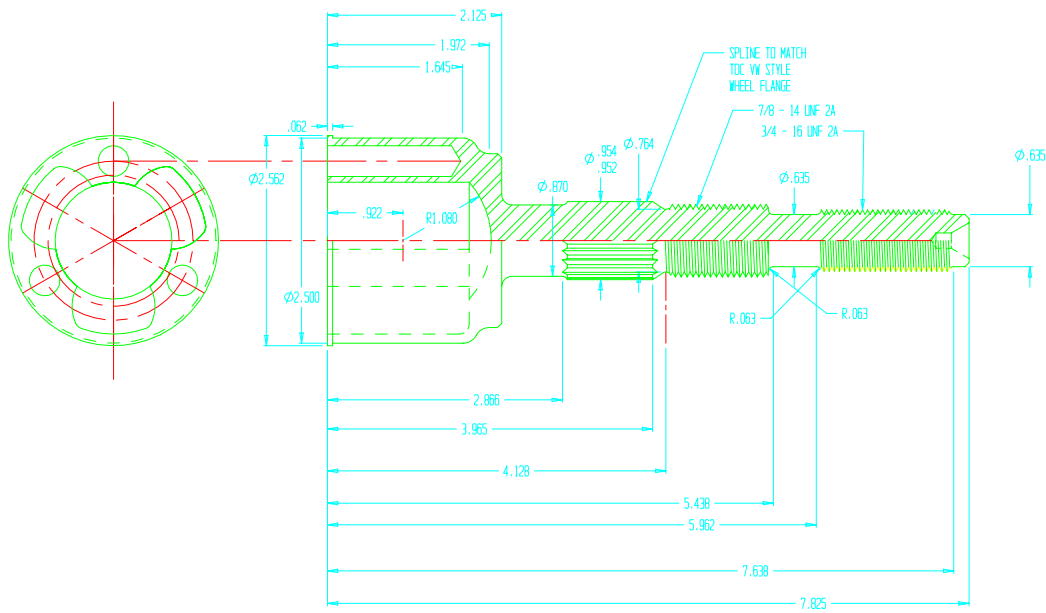 2.125
1.972
1.645
SPLINE TO MATCH
TOC VW STYLE
WHEEL FLANGE
7/8 - 14 UNF 2A
3/4 - 16 UNF 2A
.062
Ø .954
.952
Ø.764
Ø.635
Ø.635
Ø2.562
Ø.870
.922
R1.080
Ø2.500
R.063
R.063
2.866
3.965
4.128
5.438
5.962
7.638
7.825